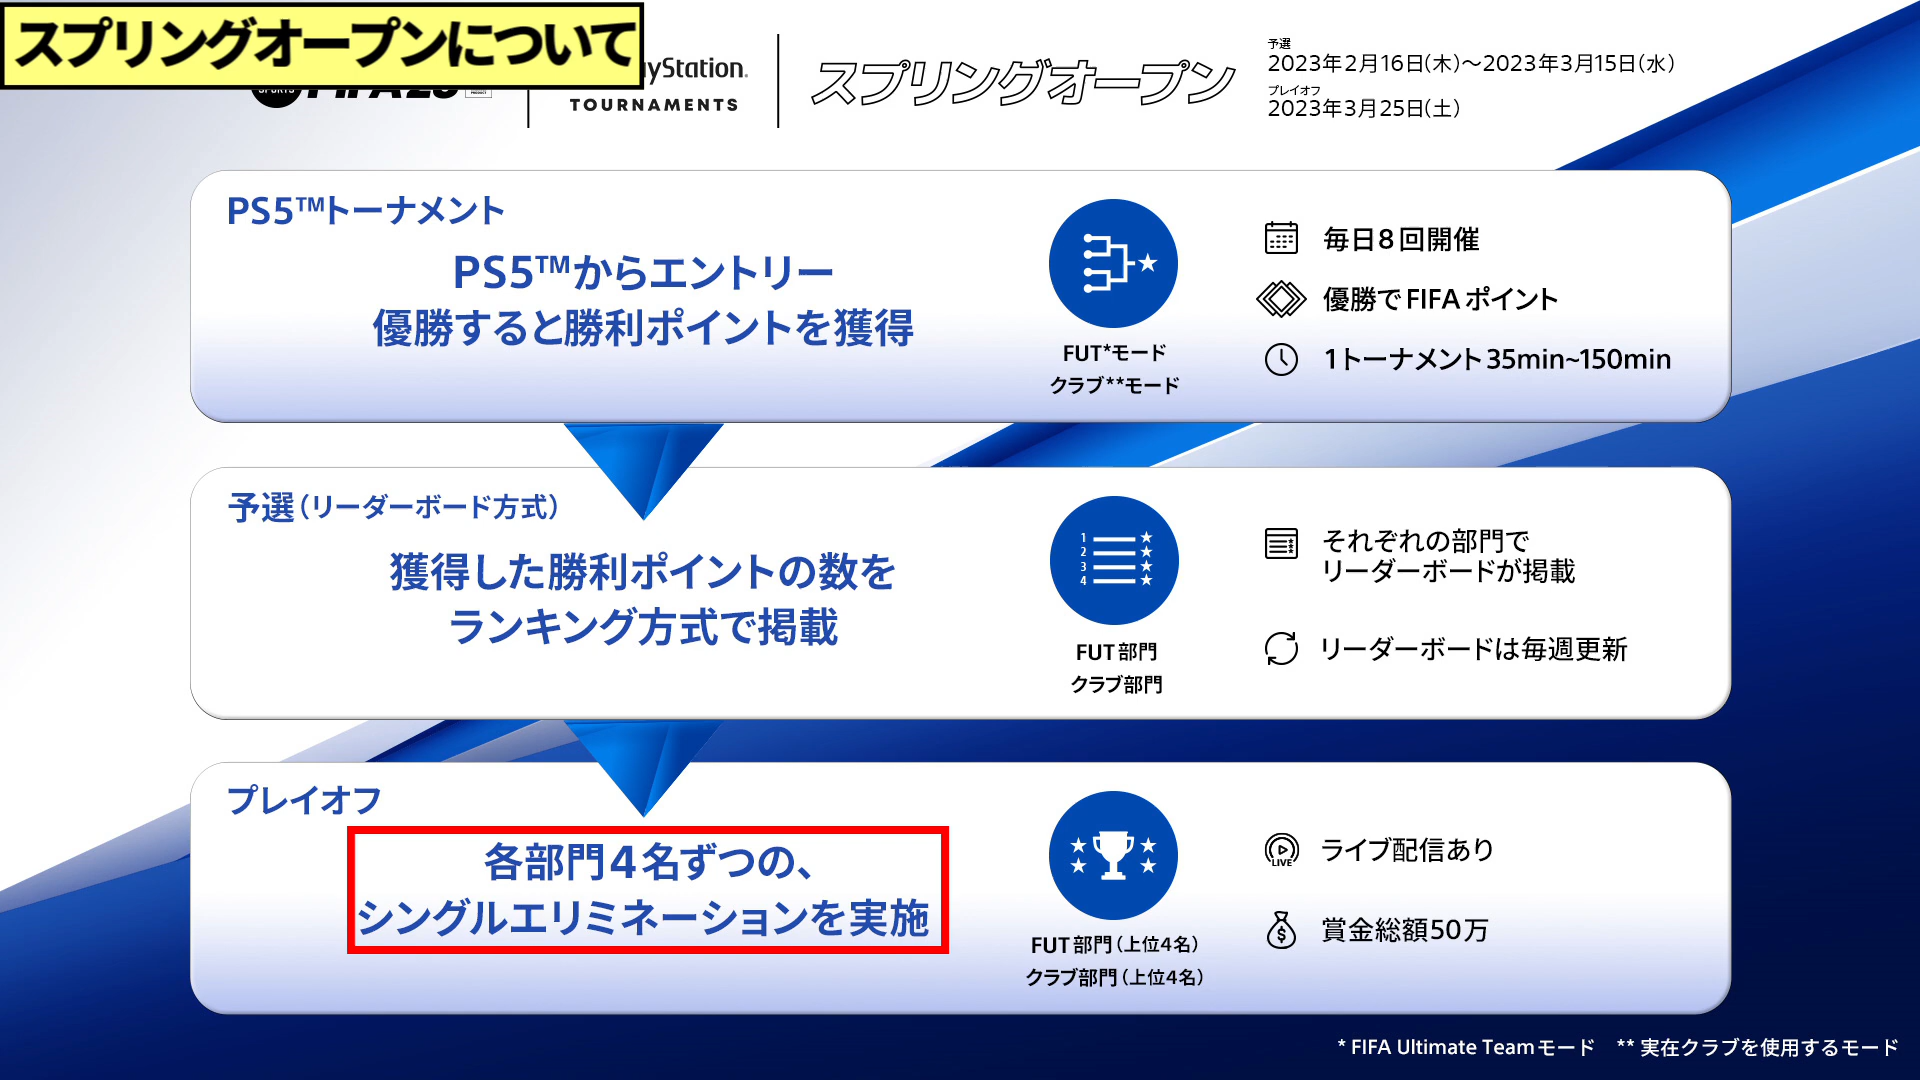 スプリングオープンについて
TOURNAMENTS
スプリングオープン
予選
2023年2月16日(木)～2023年3月15日(水)
プレイオフ
2023年3月25日(土)
PS5™トーナメント
PS5™からエントリー
優勝すると勝利ポイントを獲得
FUT*モード
クラブ**モード
毎日8回開催
優勝でFIFAポイント
1トーナメント35min~150min
予選（リーダーボード方式）
獲得した勝利ポイントの数を
ランキング方式で掲載
1
2
3
4
FUT部門
クラブ部門
それぞれの部門で
リーダーボードが掲載
リーダーボードは毎週更新
プレイオフ
各部門4名ずつの、
シングルエリミネーションを実施
FUT部門（上位4名）
クラブ部門（上位4名）
LIVE
ライブ配信あり
賞金総額50万
* FIFA Ultimate Teamモード　** 実在クラブを使用するモード